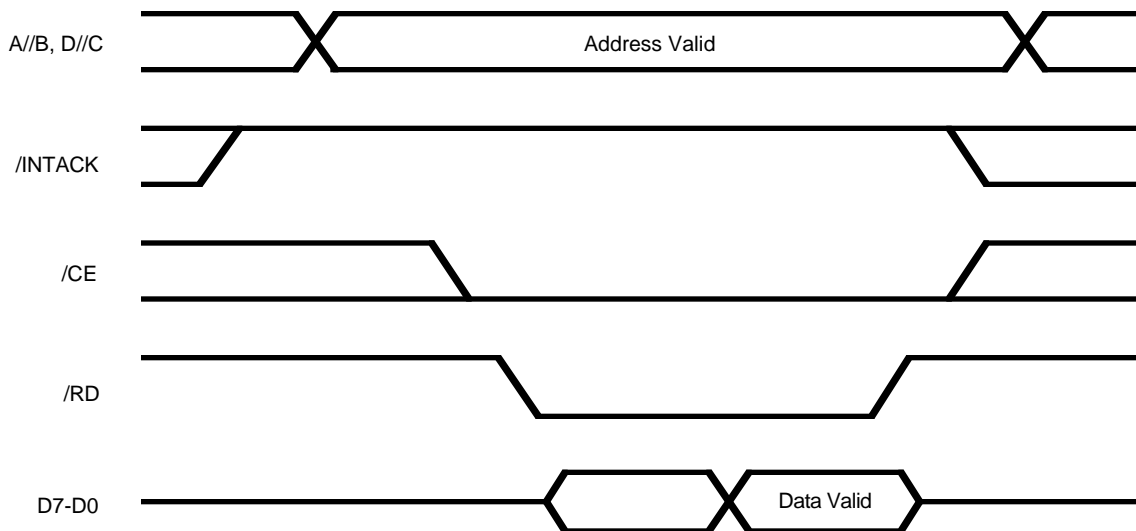 A//B, D//C
Address Valid
/INTACK
/CE
/RD
D7-D0
Data Valid